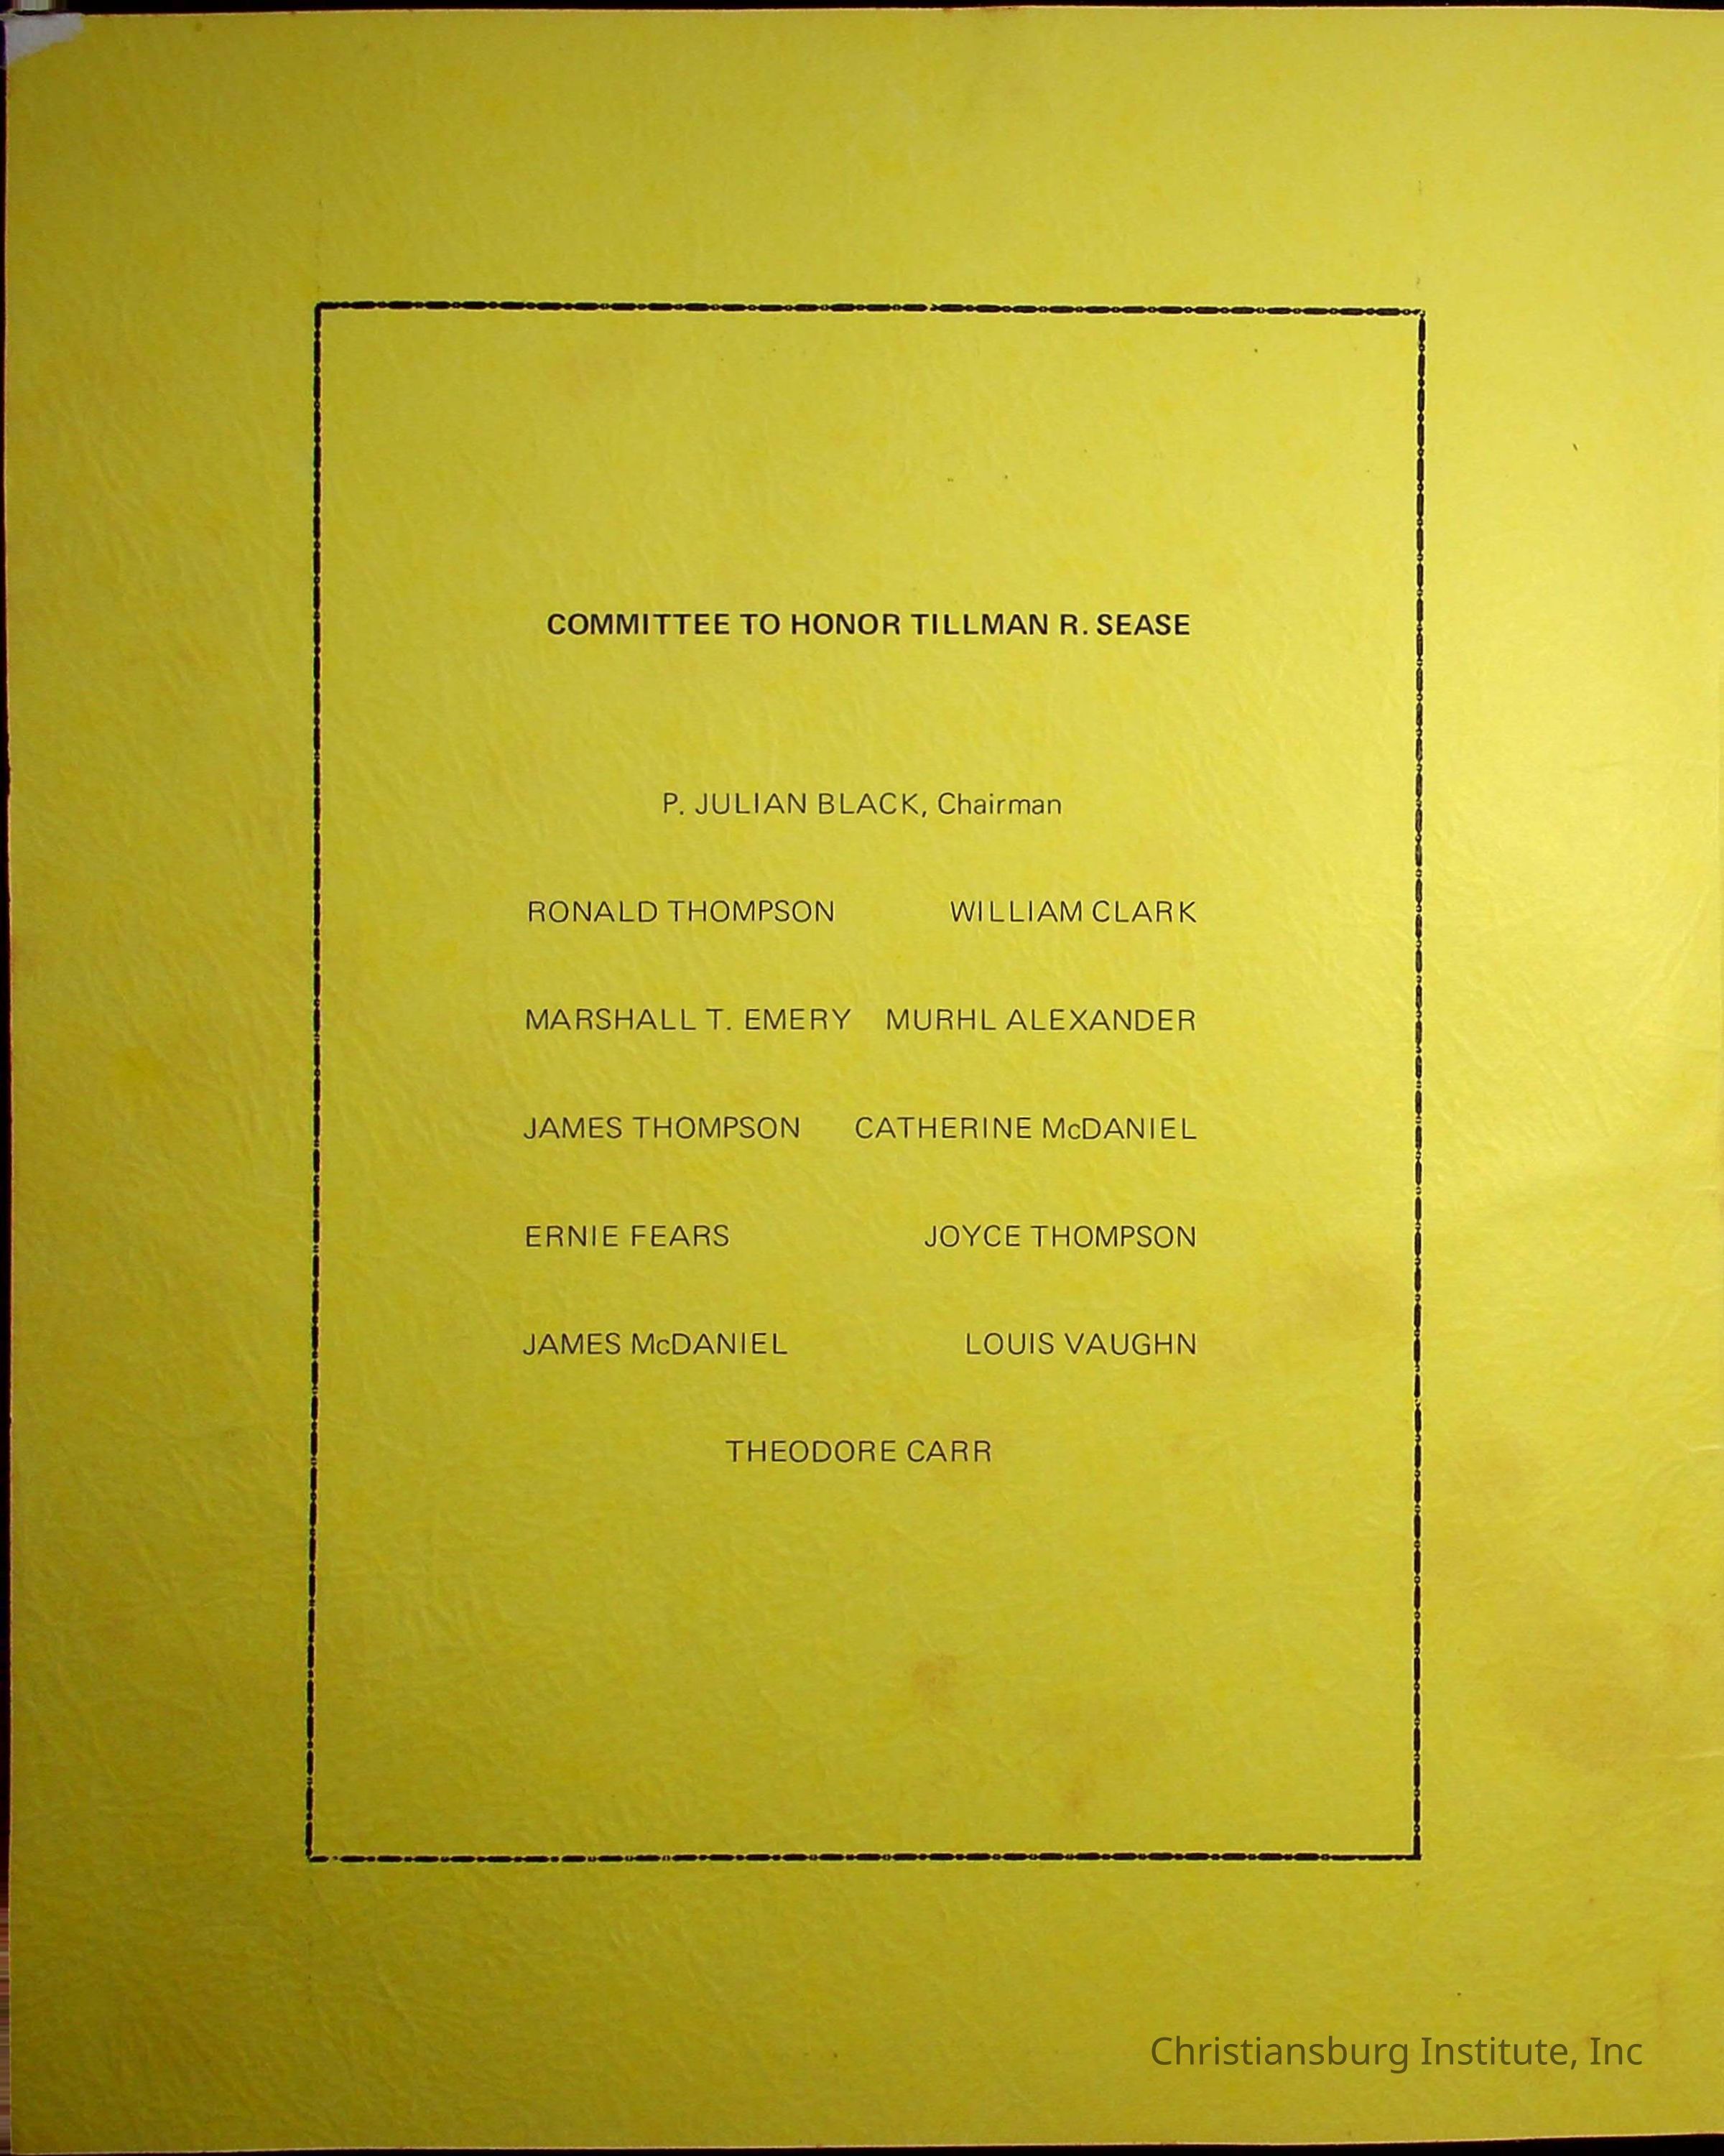 COMMITTEE TO HONOR TILLMAN R. SEASE
P. JULIAN BLACK, Chairman
RONALD THOMPSON WILLIAM CLARK
MARSHALL T. EMERY MURHL ALEXANDER
JAMES THOMPSON CATHERINE McDANIEL
ERNIE FEARS JOYCE THOMPSON
JAMES McDANIEL LOUIS VAUGHN
THEODORE CARR
Christiansburg Institute, Inc